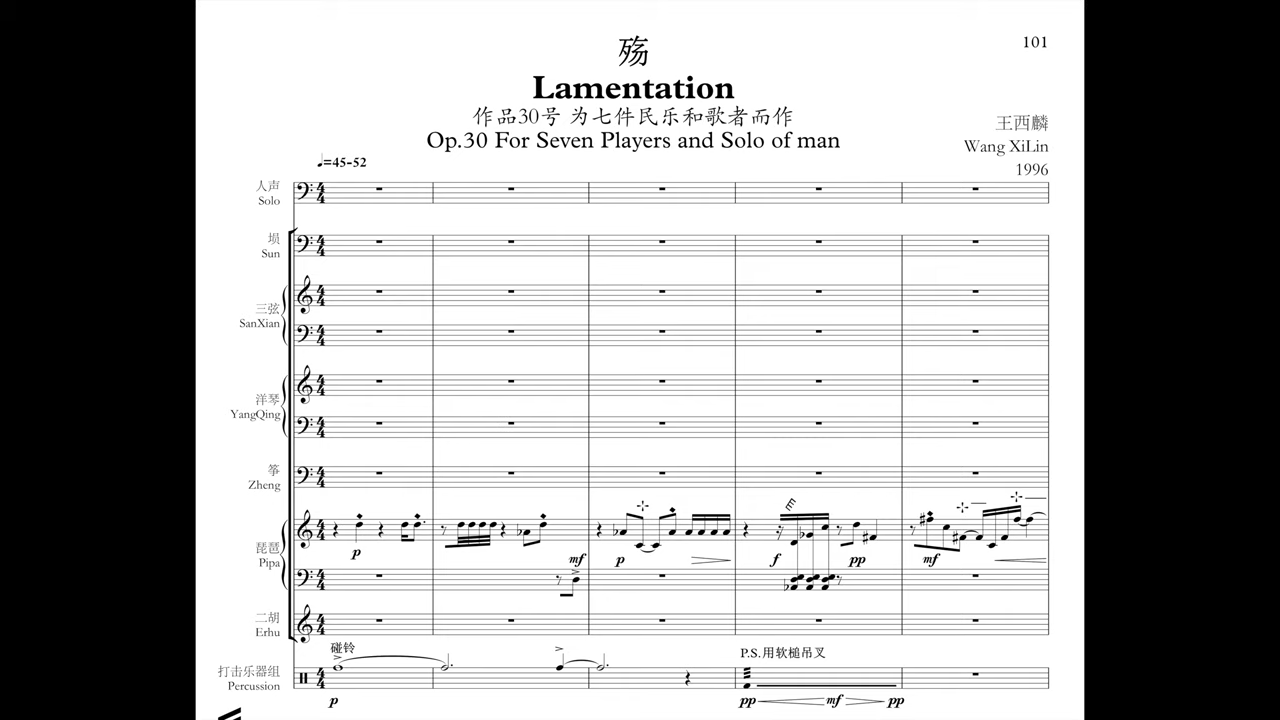 殇
101
Lamentation
作品30号 为七件民乐和歌者而作
Op.30 For Seven Players and Solo of man
王西麟
Wang XiLin
1996
♩=45-52
人声
Solo
埙
Sun
三弦
SanXian
洋琴
YangQing
筝
Zheng
琵琶
Pipa
p
mf
p
f
pp
mf
二胡
Erhu
碰铃
P.S.用软槌吊叉
打击乐器组
Percussion
p
pp
mf
pp